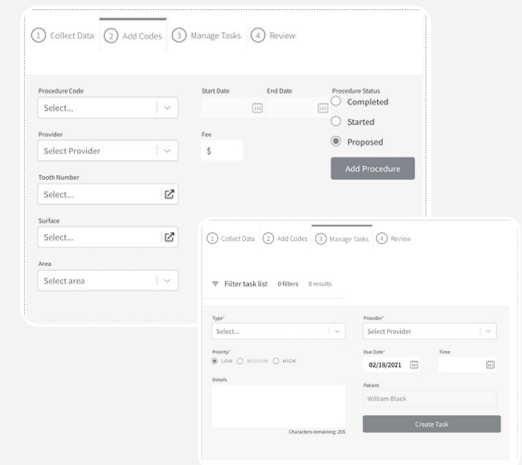 1 Collect Data 2 Add Codes 3 Manage Tasks 4 Review
Procedure Code
Select...
Start Date End Date
Procedure Status
Completed
Started
Proposed
Provider
Select Provider
Fee
$
Add Procedure
Tooth Number
Select...
Surface
Select...
Area
Select area
1 Collect Data 2 Add Codes 3 Manage Tasks 4 Review
Filter task list 0 filters 0 results
Type*
Select...
Provider*
Select Provider
Priority*
LOW MEDIUM HIGH
Due Date* Time
02/18/2021
Details
Characters remaining: 255
Patient
William Black
Create Task